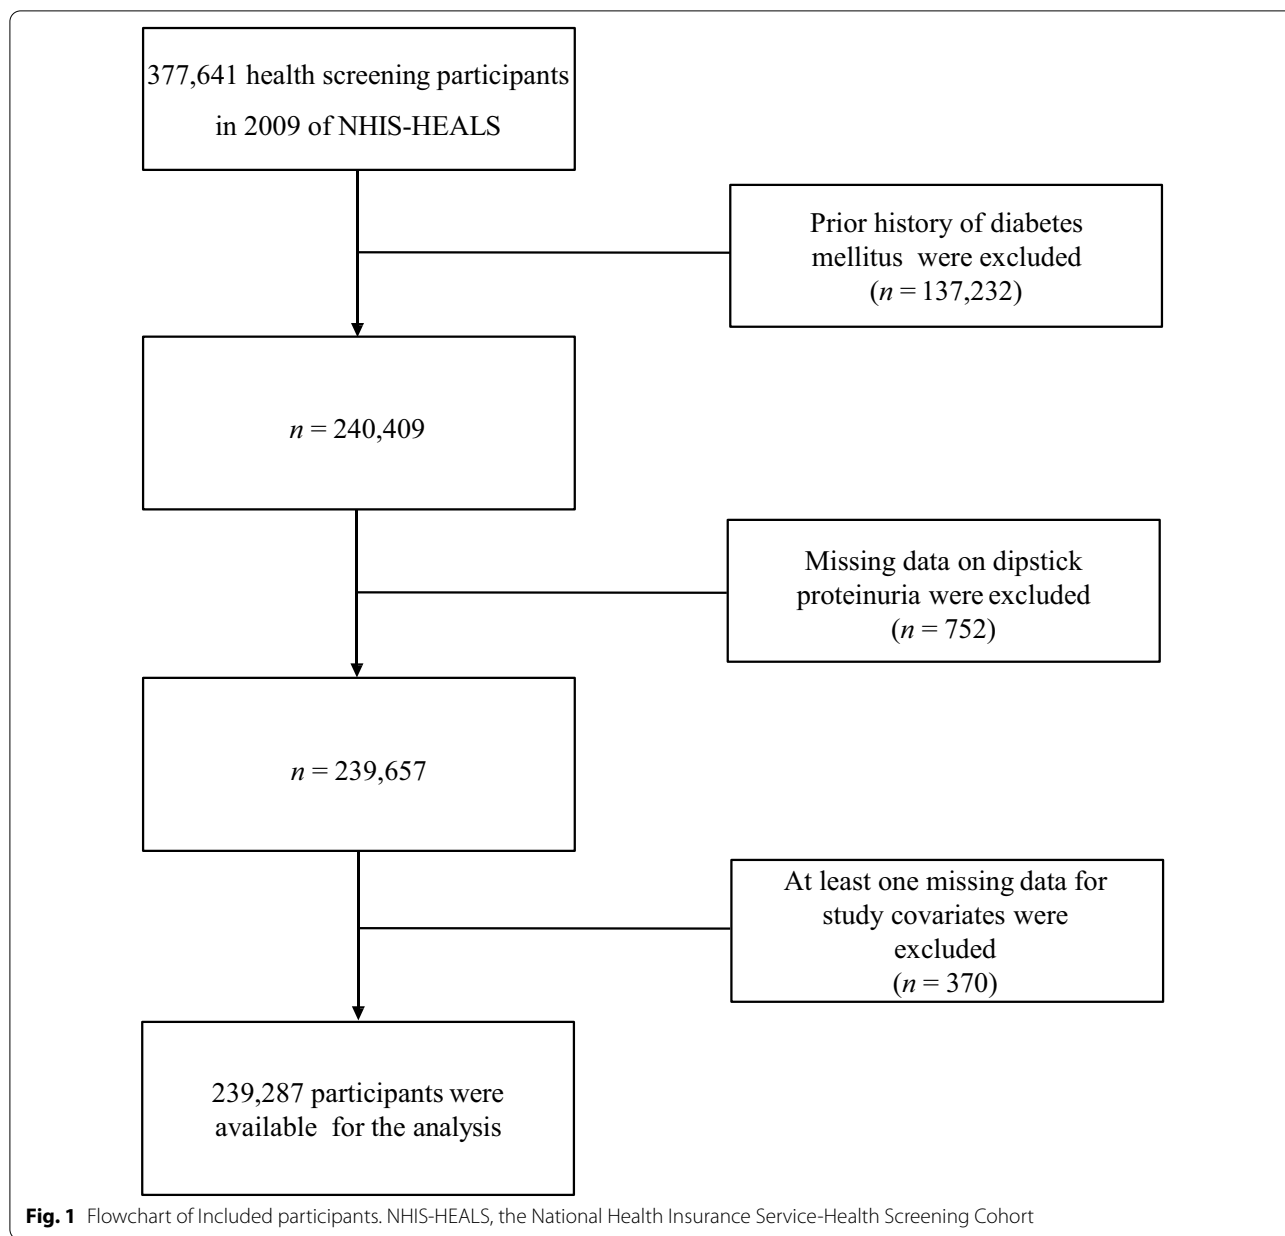 377,641 health screening participants
in 2009 of NHIS-HEALS
Prior history of diabetes
mellitus were excluded
(n = 137,232)
n = 240,409
Missing data on dipstick
proteinuria were excluded
(n = 752)
n = 239,657
At least one missing data for
study covariates were
excluded
(n = 370)
239,287 participants were
available for the analysis
Fig. 1 Flowchart of Included participants. NHIS-HEALS, the National Health Insurance Service-Health Screening Cohort